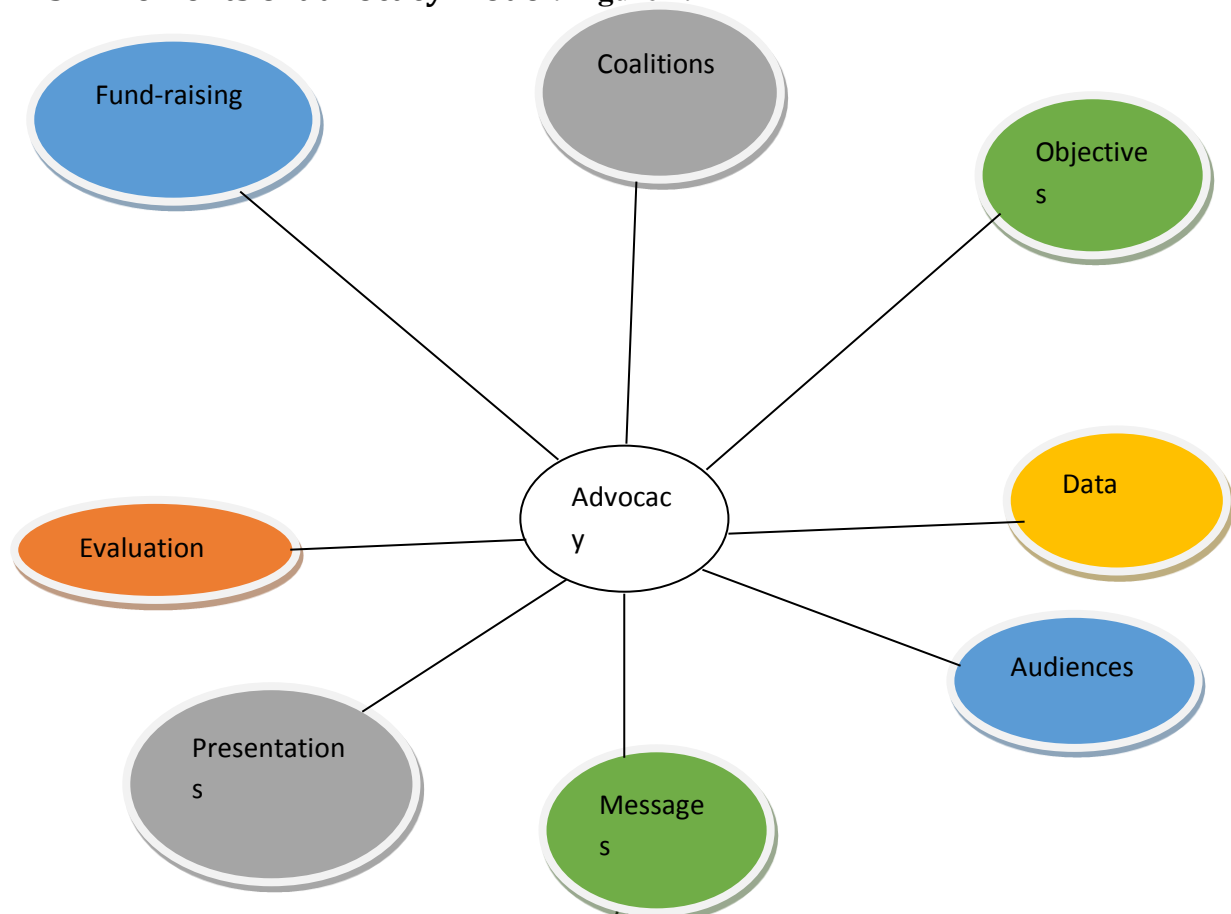 Coalitions
Fund-raising
Objective
s
Data
Advocac
y
Evaluation
Audiences
Presentation
s
Message
s